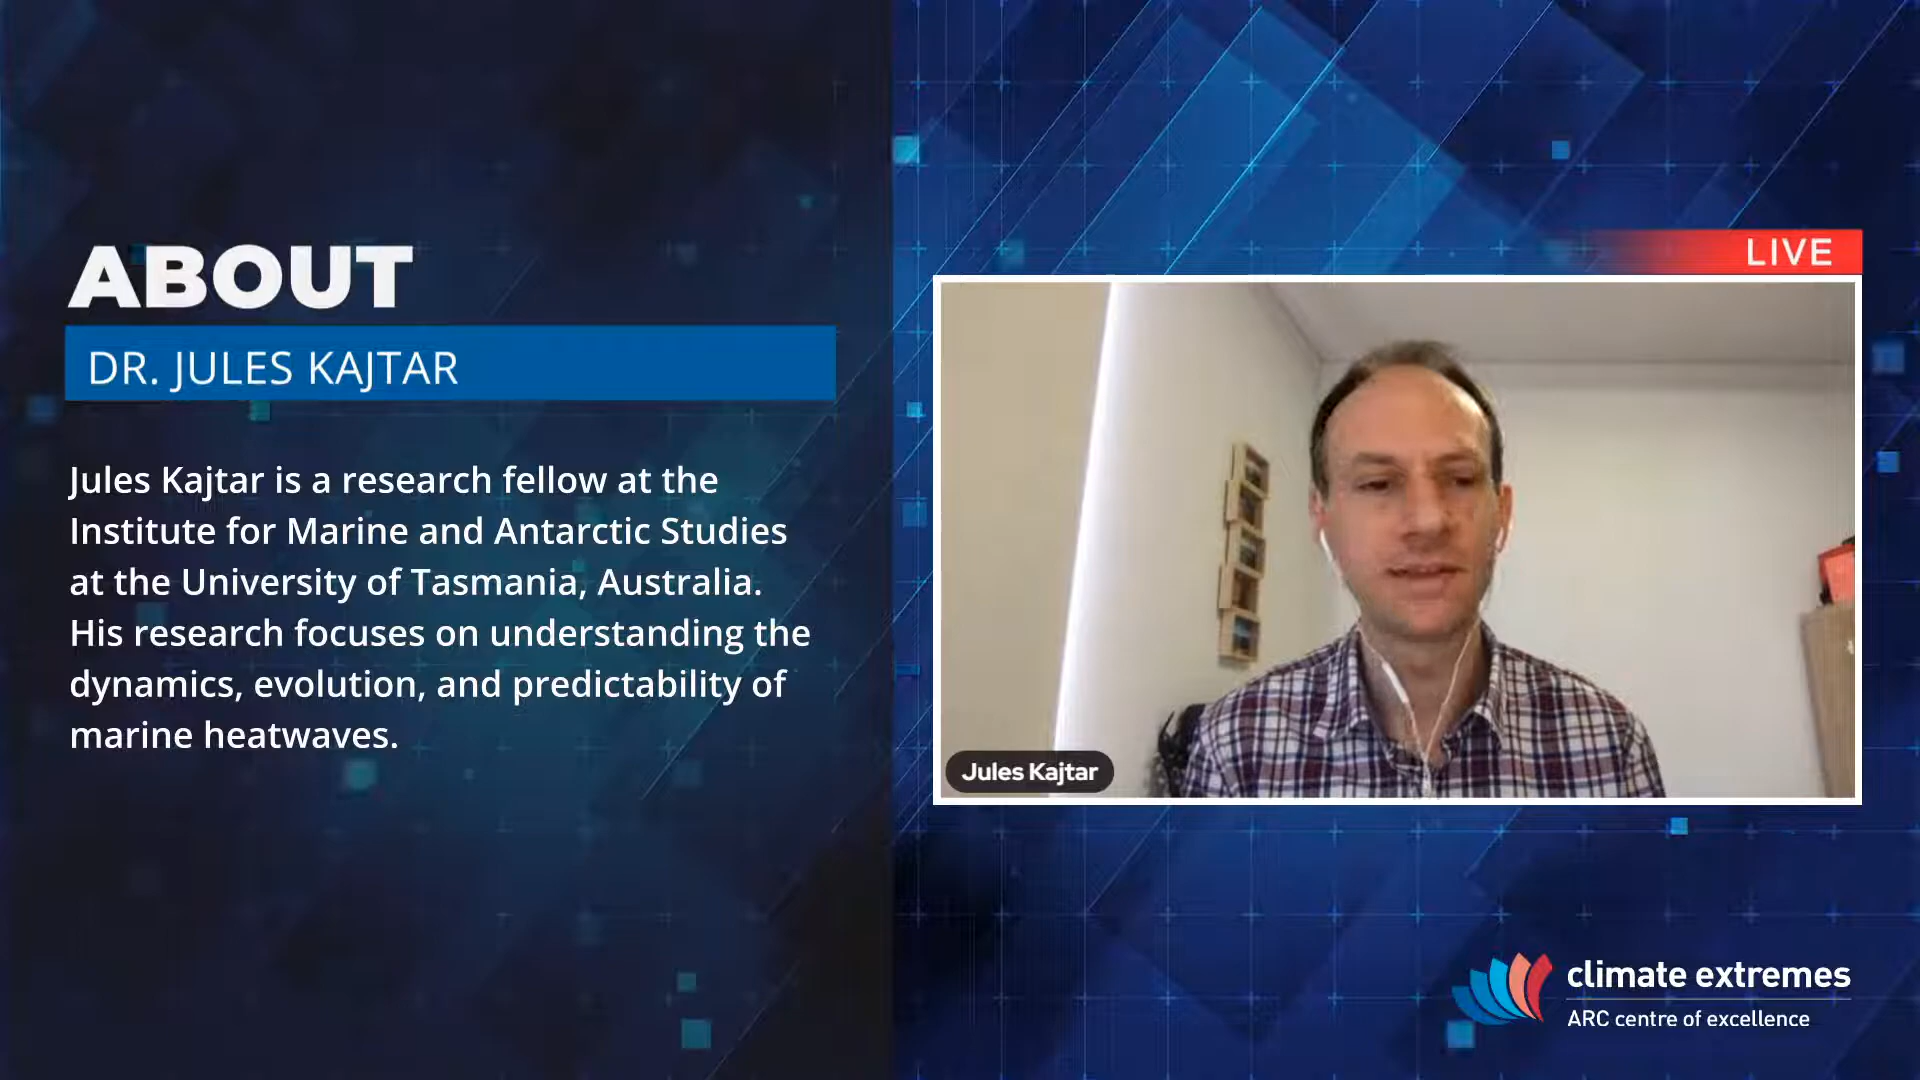 ABOUT
DR. JULES KAJTAR
Jules Kajtar is a research fellow at the
Institute for Marine and Antarctic Studies
at the University of Tasmania, Australia.
His research focuses on understanding the
dynamics, evolution, and predictability of
marine heatwaves.
LIVE
Jules Kajtar
climate extremes
ARC centre of excellence